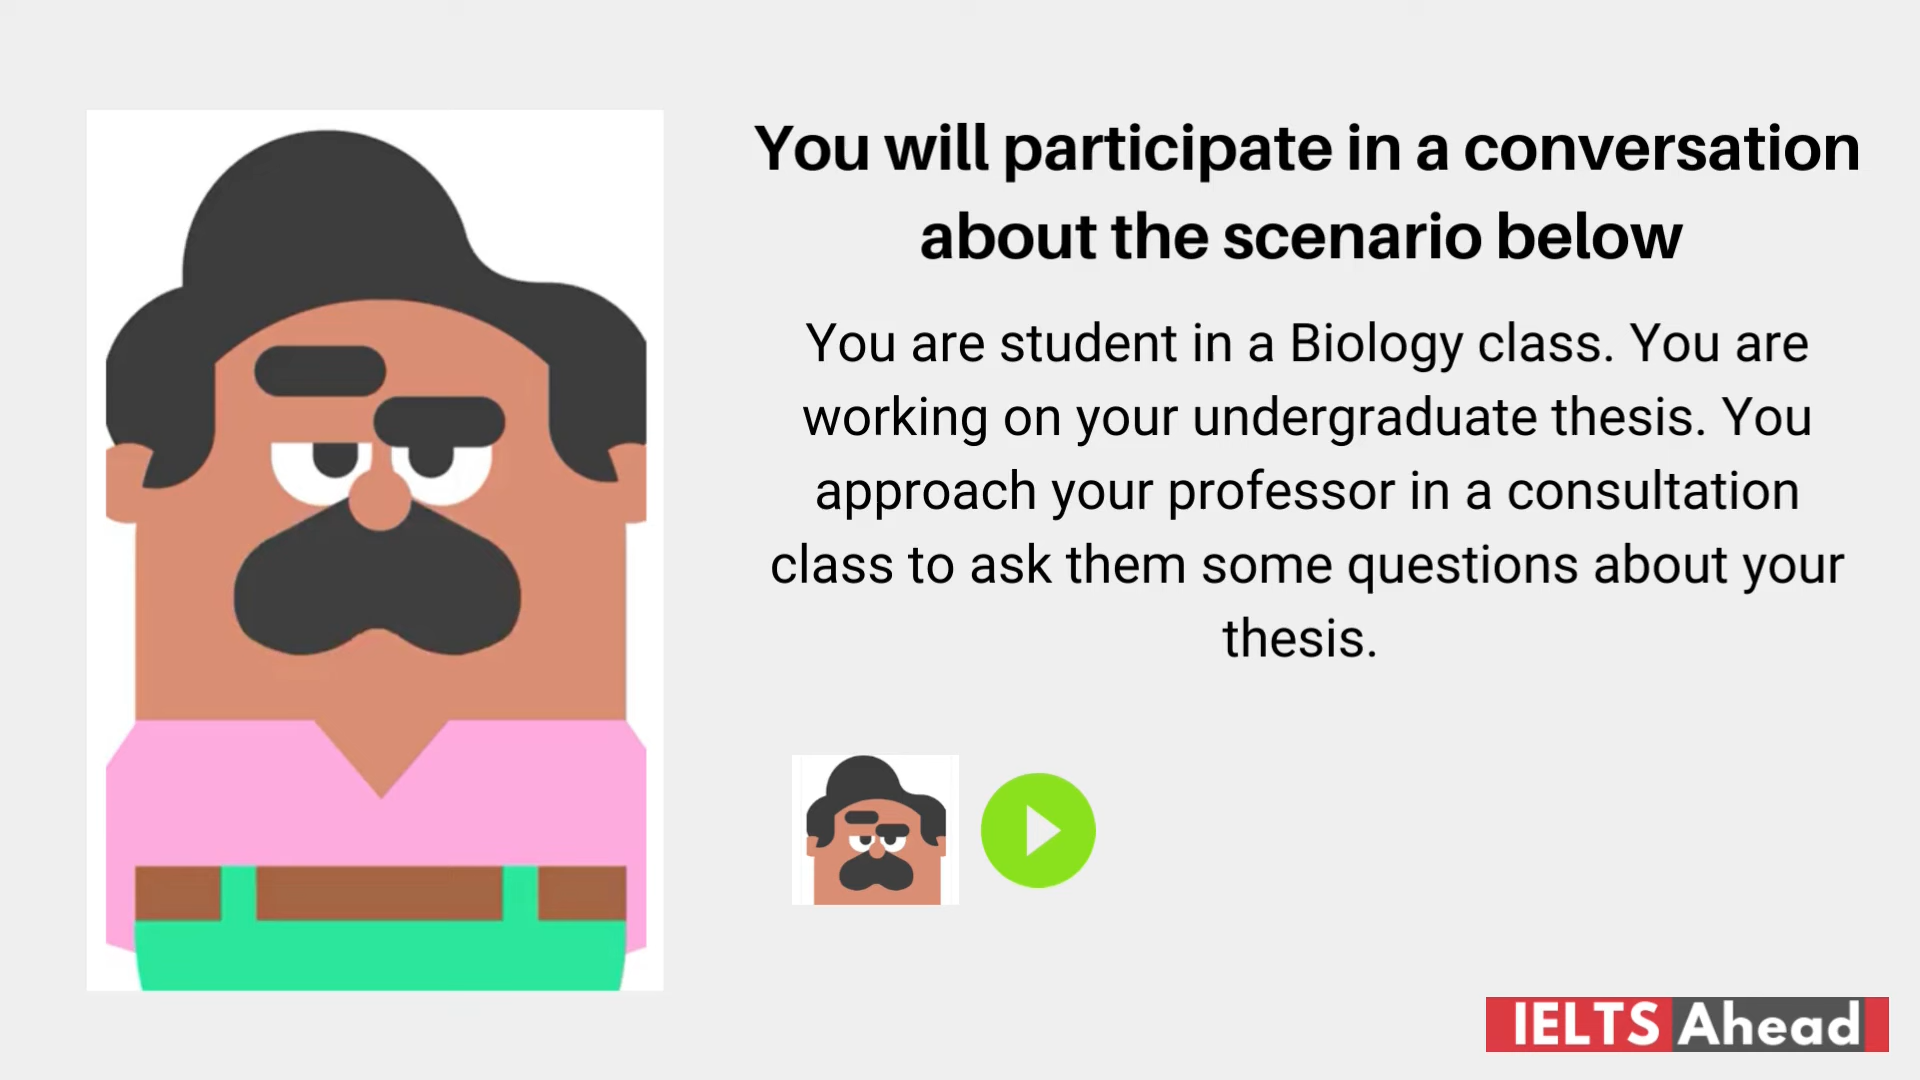 You will participate in a conversation
about the scenario below
You are student in a Biology class. You are
working on your undergraduate thesis. You
approach your professor in a consultation
class to ask them some questions about your
thesis.
IELTS Ahead